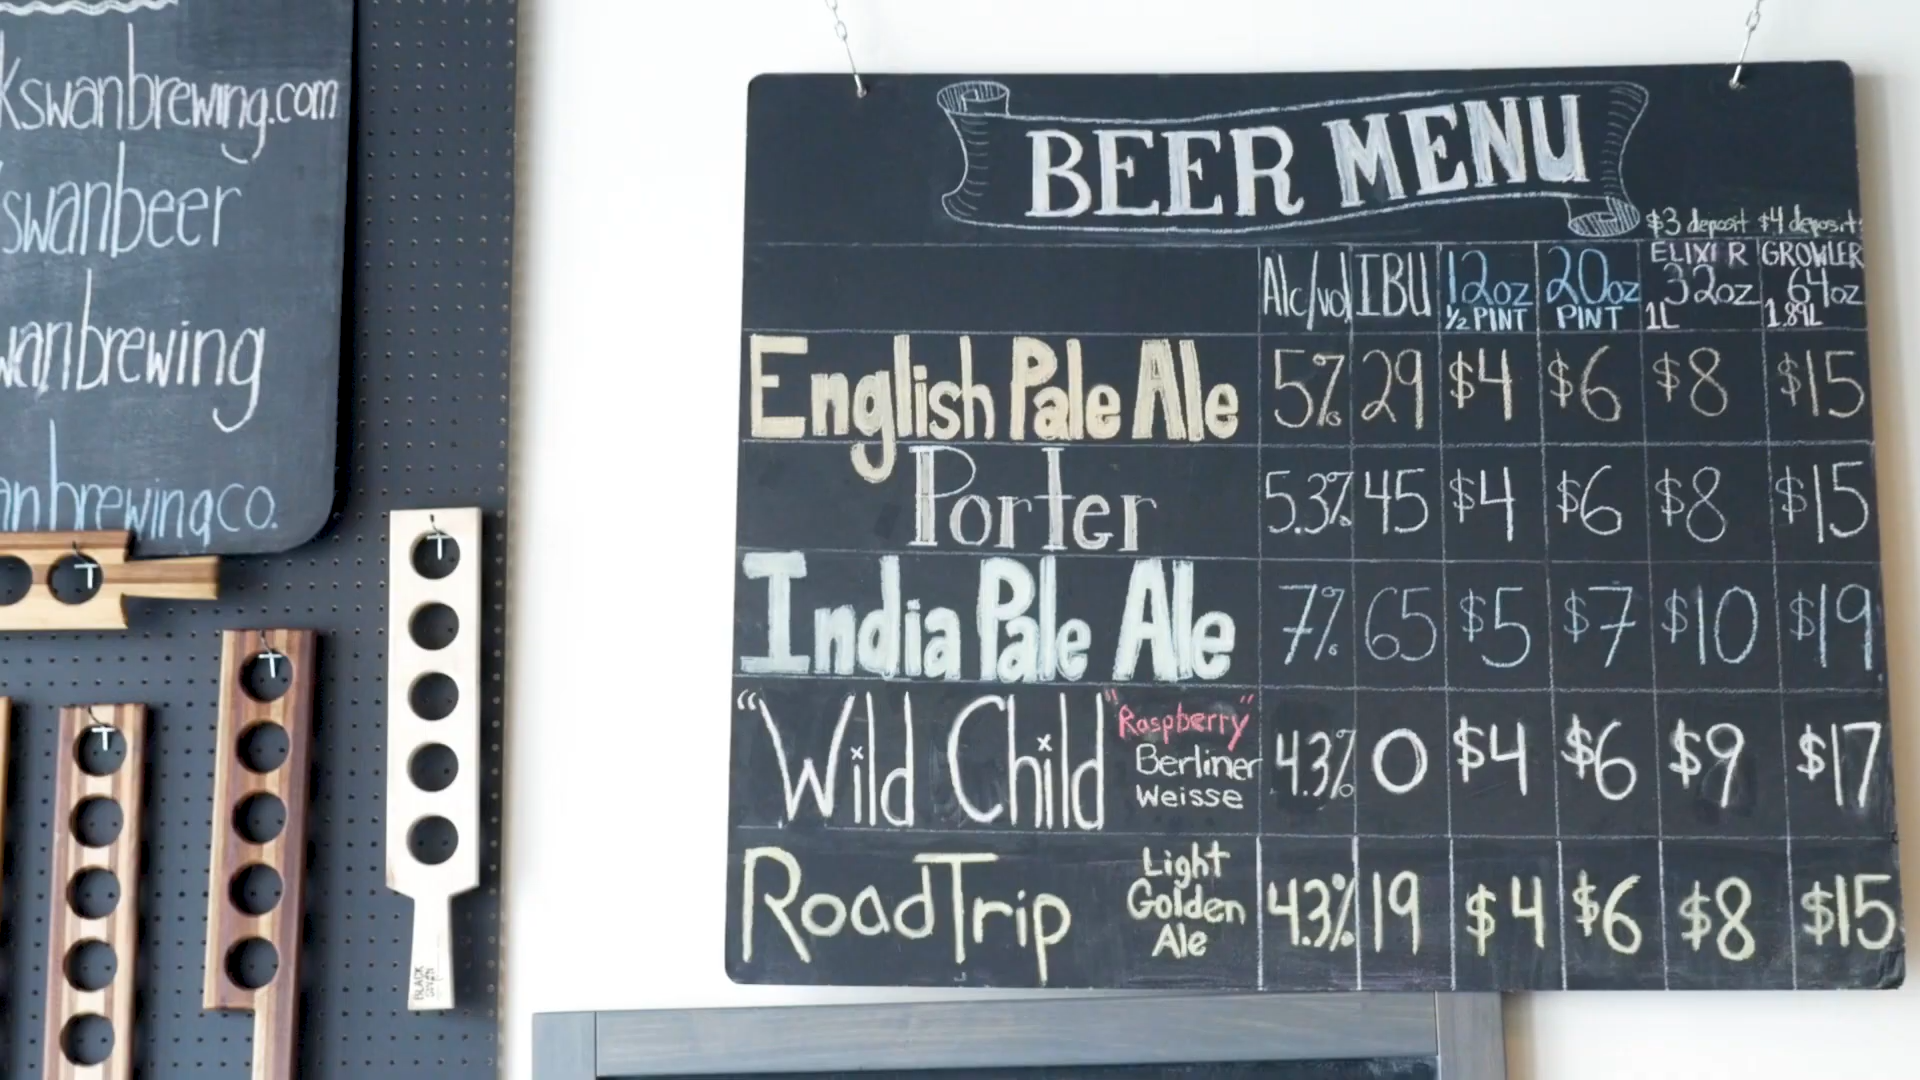 kswanbrewing.com
swanbeer
wanbrewing
anbrewingco.
BLACK SWAN
BEER MENU
$3 deposit $4 deposit
Alc/vol IBU 12oz 1/2 PINT 20oz PINT ELIXIR 32oz 1L GROWLER 64oz 1.89L
English Pale Ale 5% 29 $4 $6 $8 $15
Porter 5.3% 45 $4 $6 $8 $15
India Pale Ale 7% 65 $5 $7 $10 $19
"Wild Child "Raspberry" Berliner Weisse 4.3% 0 $4 $6 $9 $17
RoadTrip Light Golden Ale 4.3% 19 $4 $6 $8 $15